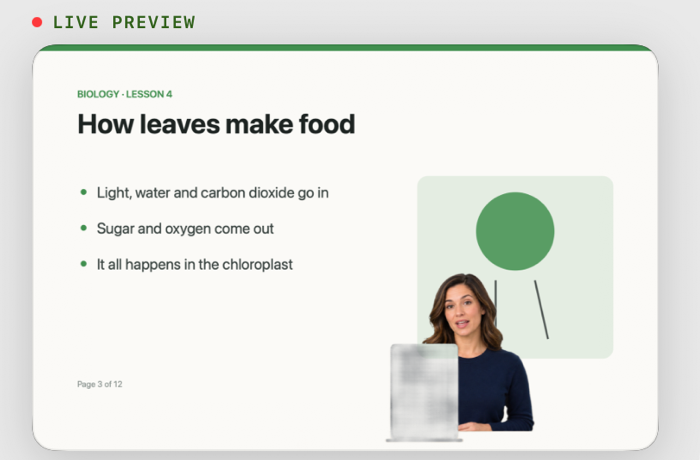 LIVE PREVIEW
BIOLOGY · LESSON 4
How leaves make food
Light, water and carbon dioxide go in
Sugar and oxygen come out
It all happens in the chloroplast
Page 3 of 12